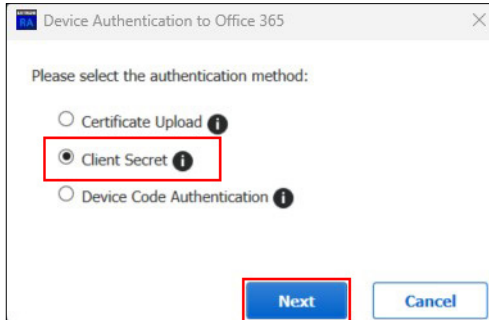 RA Device Authentication to Office 365
Please select the authentication method:
Certificate Upload i
Client Secret i
Device Code Authentication i
Next Cancel